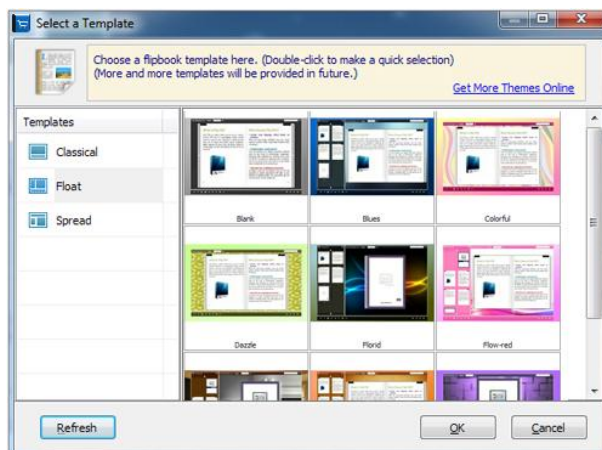 Select a Template
Choose a flipbook template here. (Double-click to make a quick selection)
(More and more templates will be provided in future.)
Get More Themes Online
Templates
Classical
Float
Spread
Blank
Blues
Colorful
Dazzle
Florid
Flow-red
Refresh
OK
Cancel